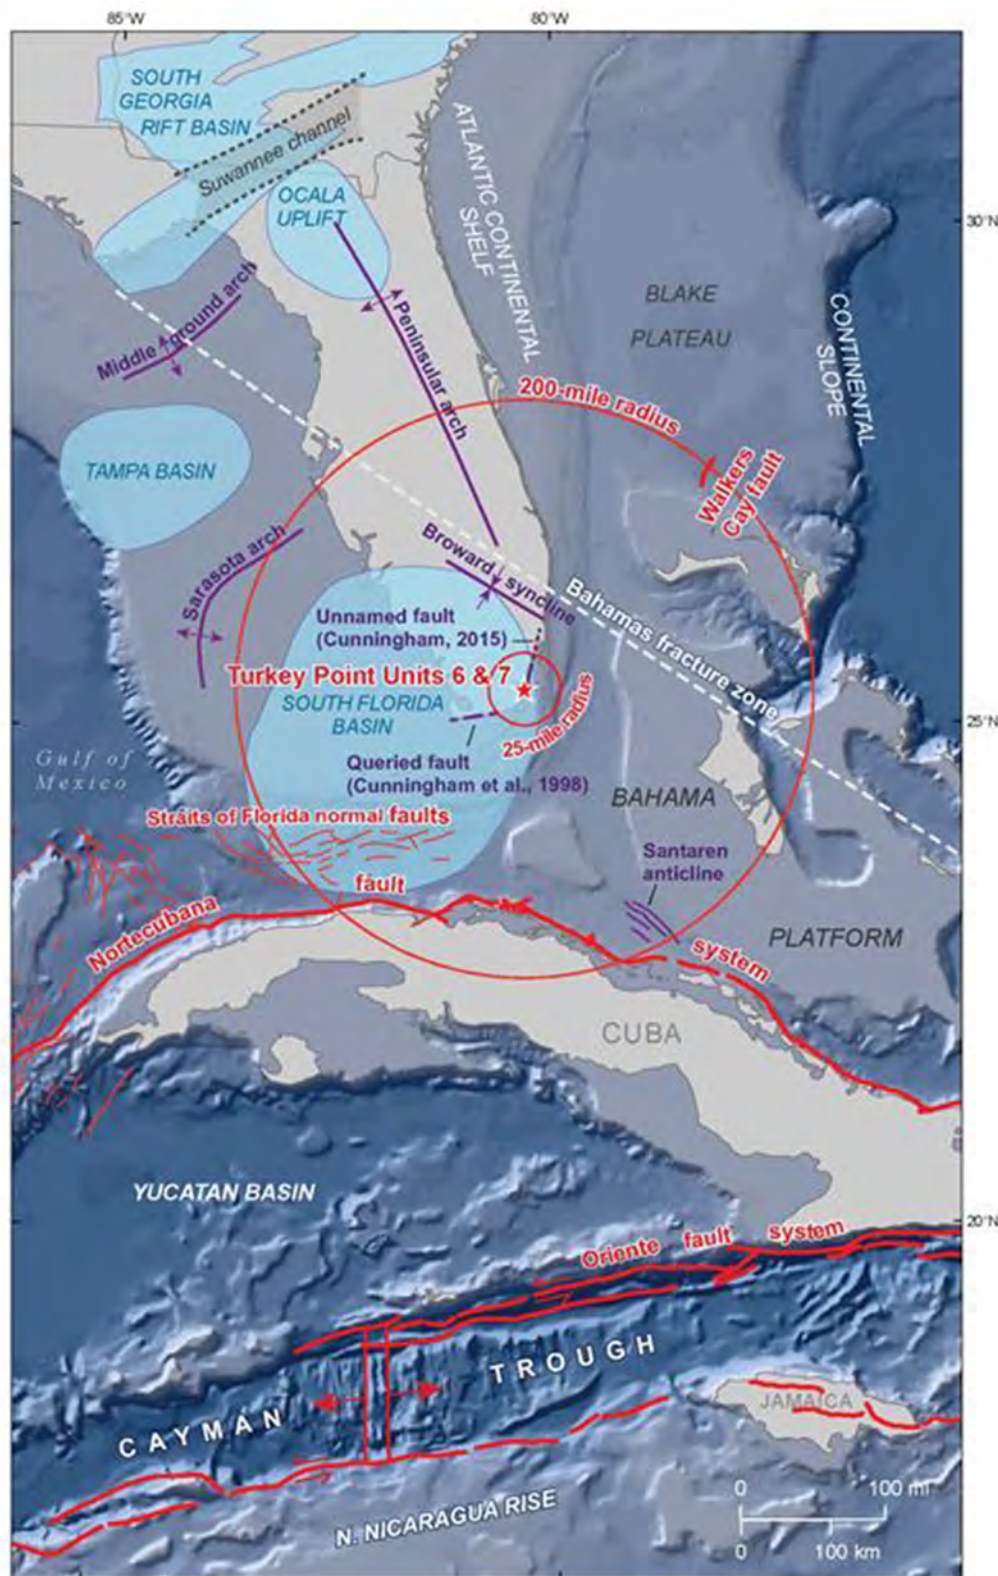 85°W
80°W
SOUTH
GEORGIA
RIFT BASIN
Suwannee channel
OCALA
UPLIFT
ATLANTIC CONTINENTAL
SHELF
30°N
BLAKE
PLATEAU
CONTINENTAL
SLOPE
Middle ground arch
Peninsular arch
200-mile radius
Walkers
Cay fault
TAMPA BASIN
Sarasota arch
Broward syncline
Bahamas fracture zone
Unnamed fault
(Cunningham, 2015)
Turkey Point Units 6 & 7
SOUTH FLORIDA
BASIN
25-mile radius
25°N
Gulf of
Mexico
Queried fault
(Cunningham et al., 1998)
BAHAMA
Straits of Florida normal faults
Santaren
anticline
Nortecubana fault system
PLATFORM
CUBA
YUCATAN BASIN
20°N
Oriente fault system
CAYMAN TROUGH
JAMAICA
N. NICARAGUA RISE
0 100 mi
0 100 km